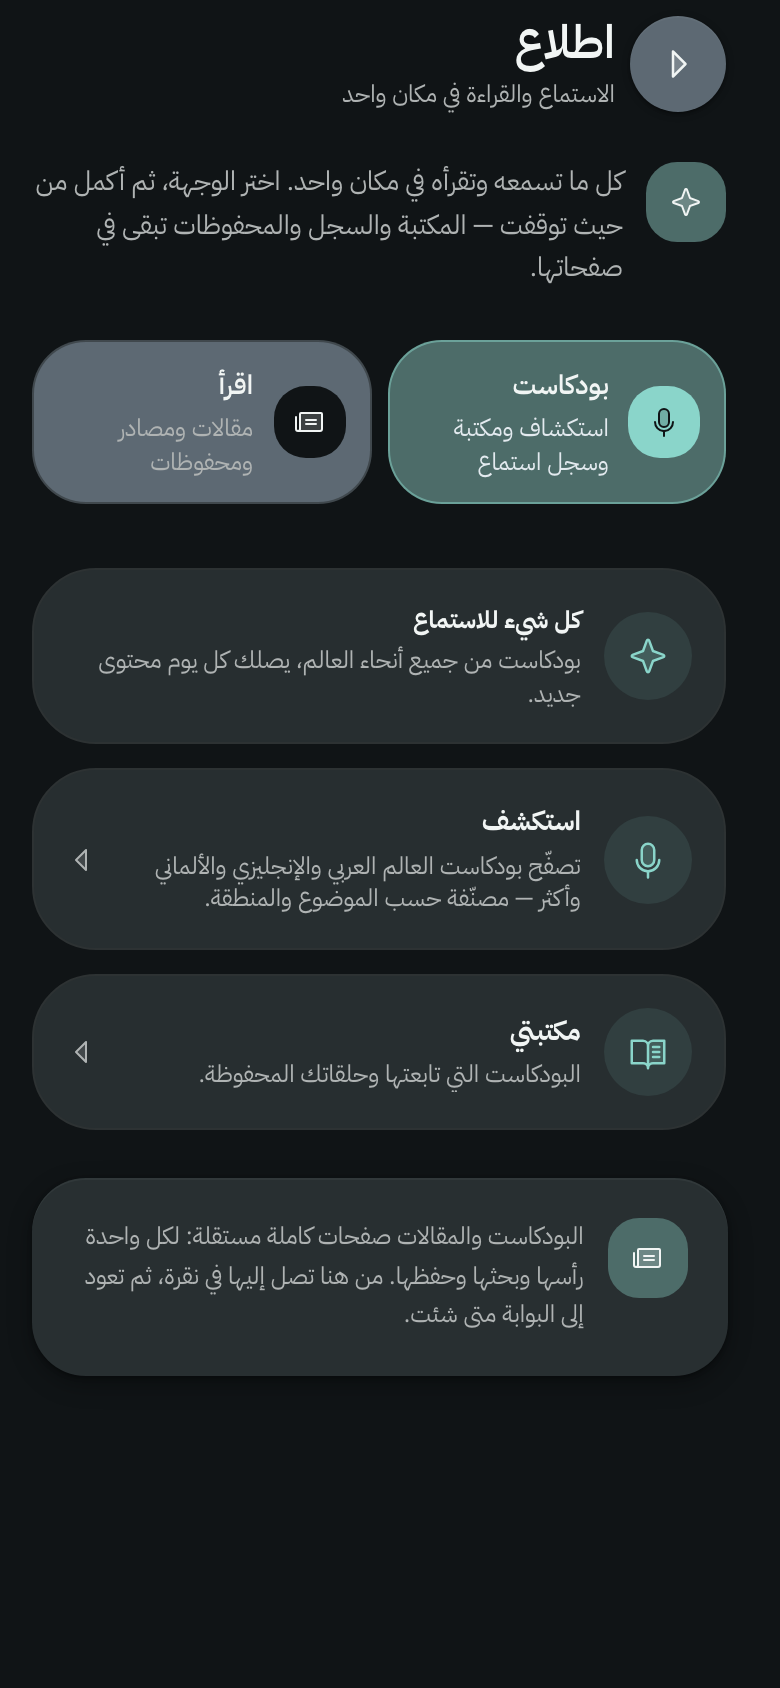 اطلاع
الاستماع والقراءة في مكان واحد
كل ما تسمعه وتقرأه في مكان واحد. اختر الوجهة، ثم أكمل من
حيث توقفت — المكتبة والسجل والمحفوظات تبقى في
صفحاتها.
بودكاست
استكشاف ومكتبة
وسجل استماع
اقرأ
مقالات ومصادر
ومحفوظات
كل شيء للاستماع
بودكاست من جميع أنحاء العالم، يصلك كل يوم محتوى
جديد.
استكشف
تصفّح بودكاست العالم العربي والإنجليزي والألماني
وأكثر — مصنّفة حسب الموضوع والمنطقة.
مكتبتي
البودكاست التي تابعتها وحلقاتك المحفوظة.
البودكاست والمقالات صفحات كاملة مستقلة: لكل واحدة
رأسها وبحثها وحفظها. من هنا تصل إليها في نقرة، ثم تعود
إلى البوابة متى شئت.